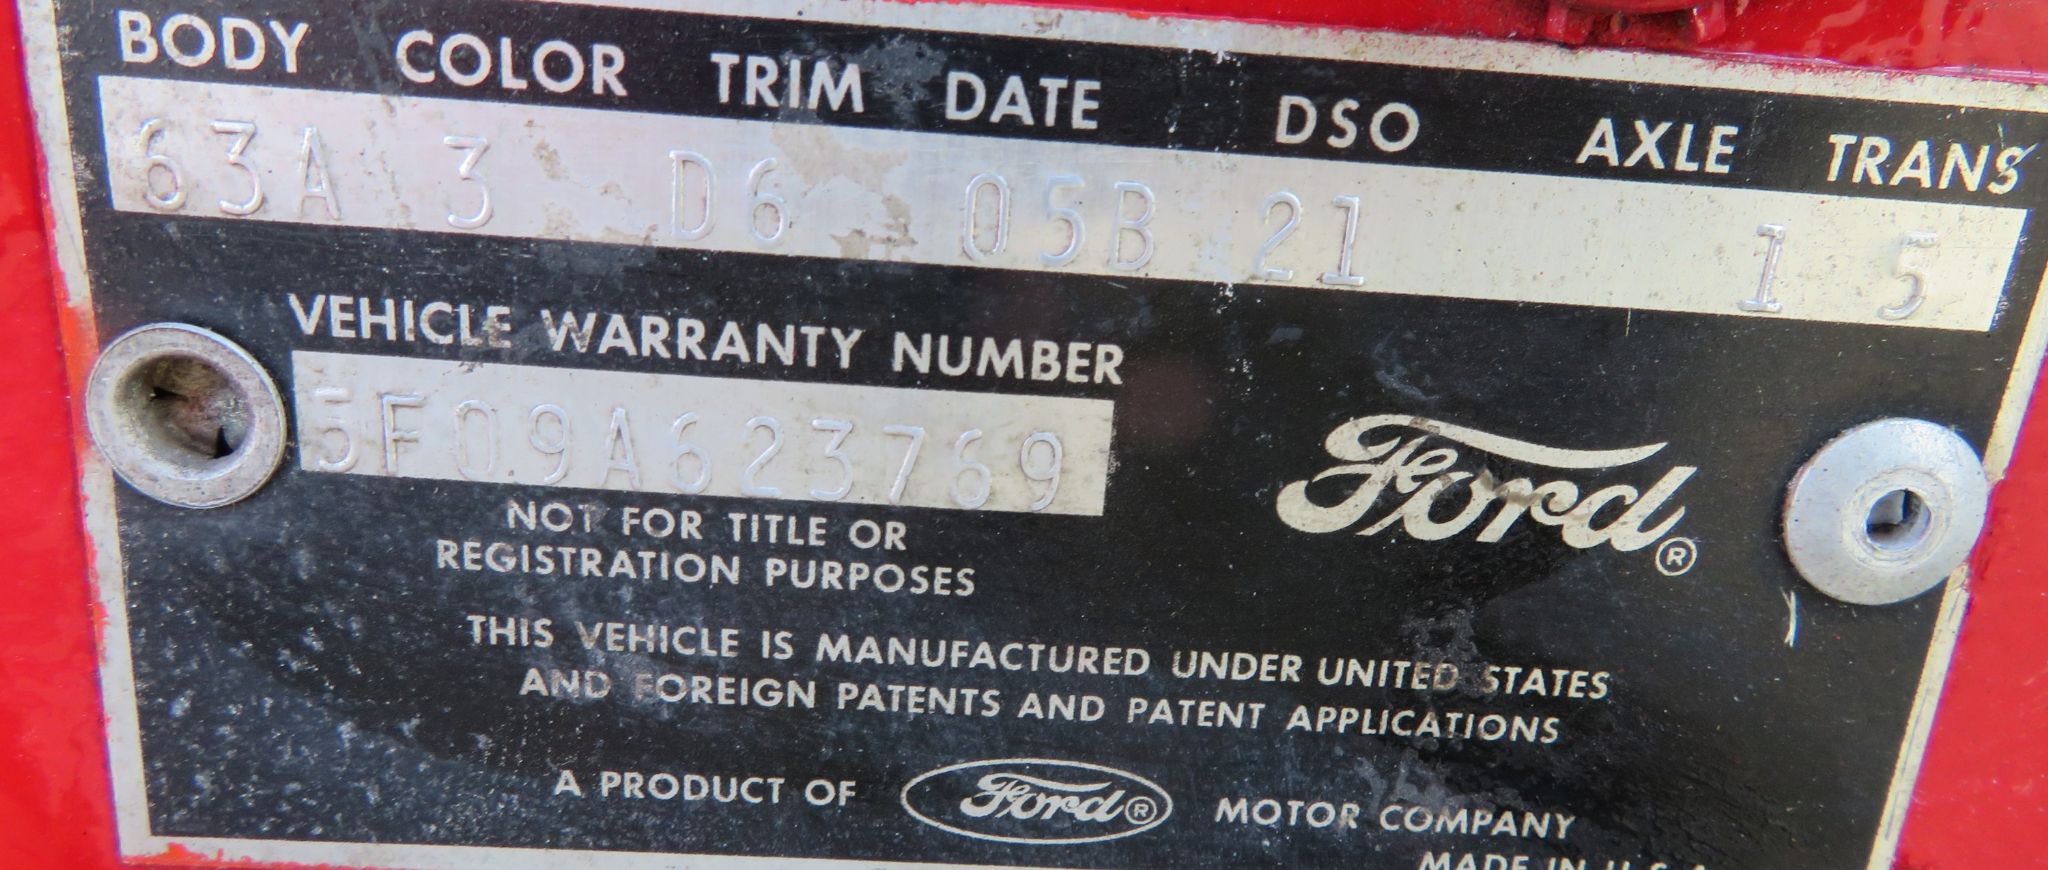 BODY COLOR TRIM DATE DSO AXLE TRANS
63A 3 D6 05B 21 1 5
VEHICLE WARRANTY NUMBER
5F09A623769
NOT FOR TITLE OR
REGISTRATION PURPOSES
Ford®
THIS VEHICLE IS MANUFACTURED UNDER UNITED STATES
AND FOREIGN PATENTS AND PATENT APPLICATIONS
A PRODUCT OF Ford® MOTOR COMPANY
MADE IN U.S.A.